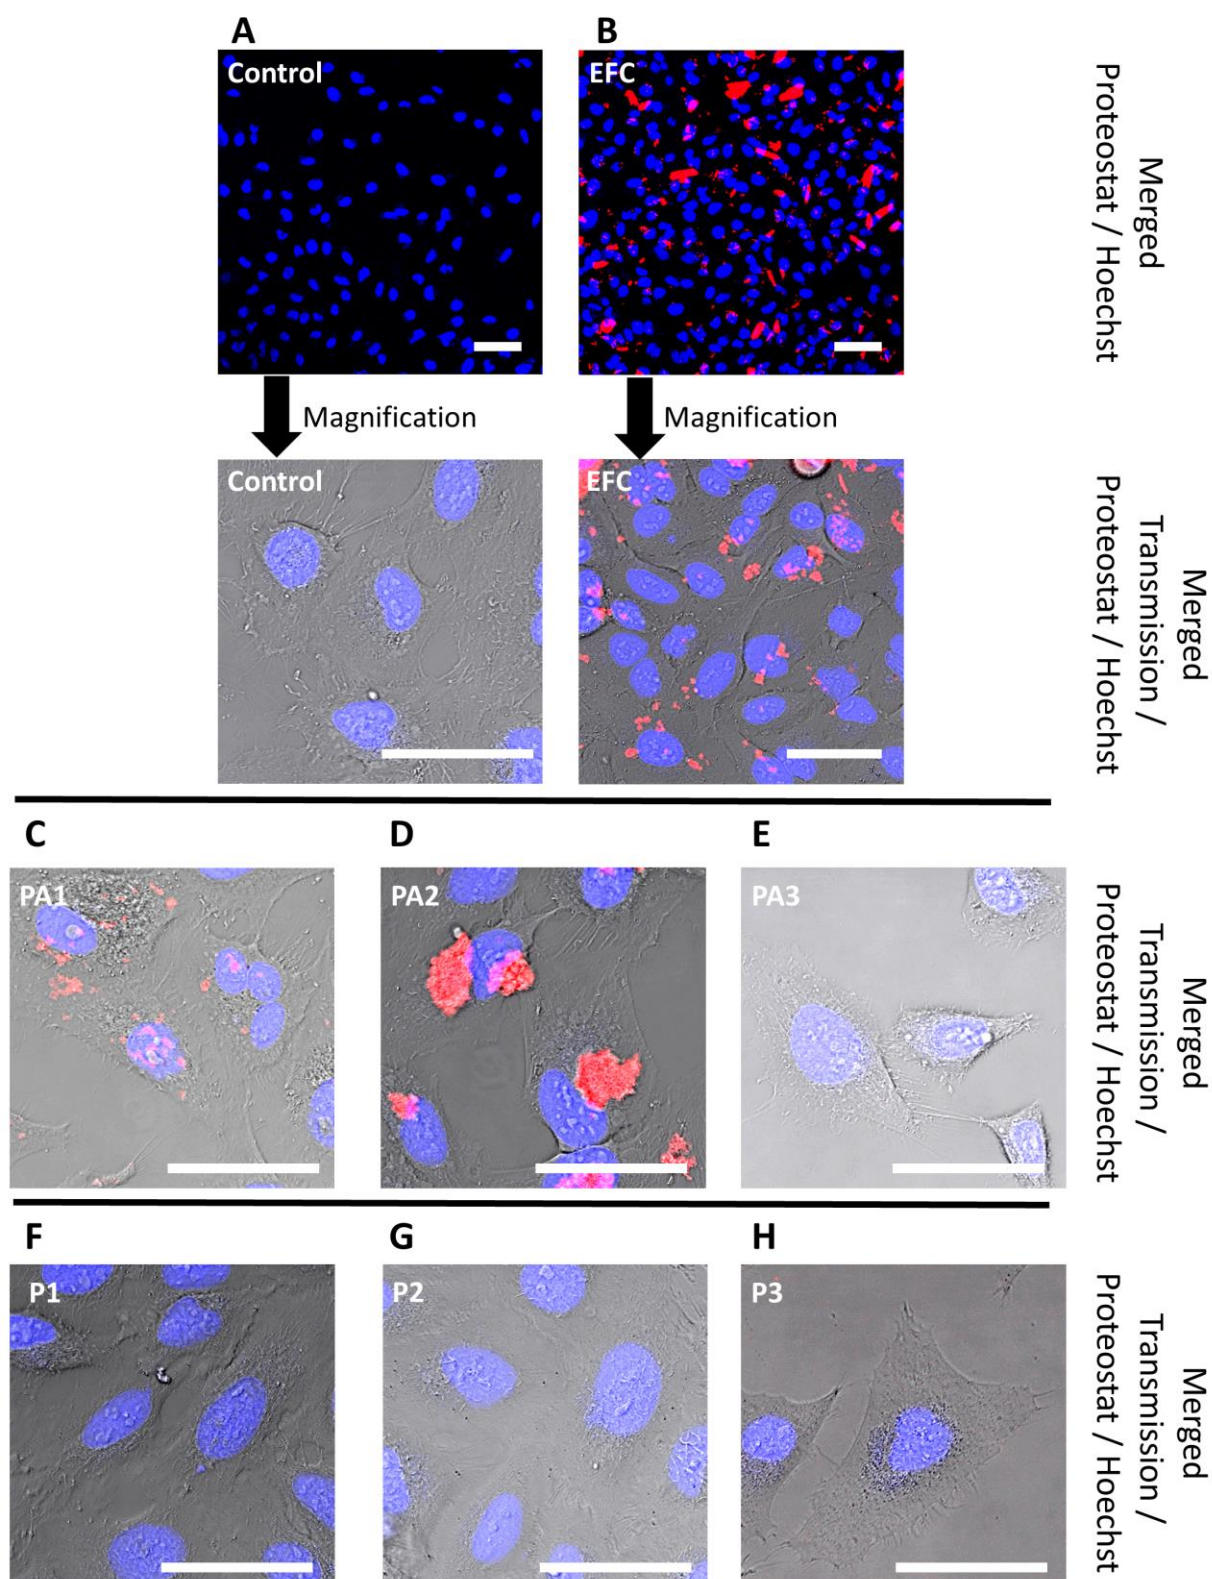 A
B
Control
EFC
Merged
Proteostat / Hoechst
Magnification
Magnification
Control
EFC
Merged
Transmission /
Proteostat / Hoechst
C
D
E
PA1
PA2
PA3
Merged
Transmission /
Proteostat / Hoechst
F
G
H
P1
P2
P3
Merged
Transmission /
Proteostat / Hoechst